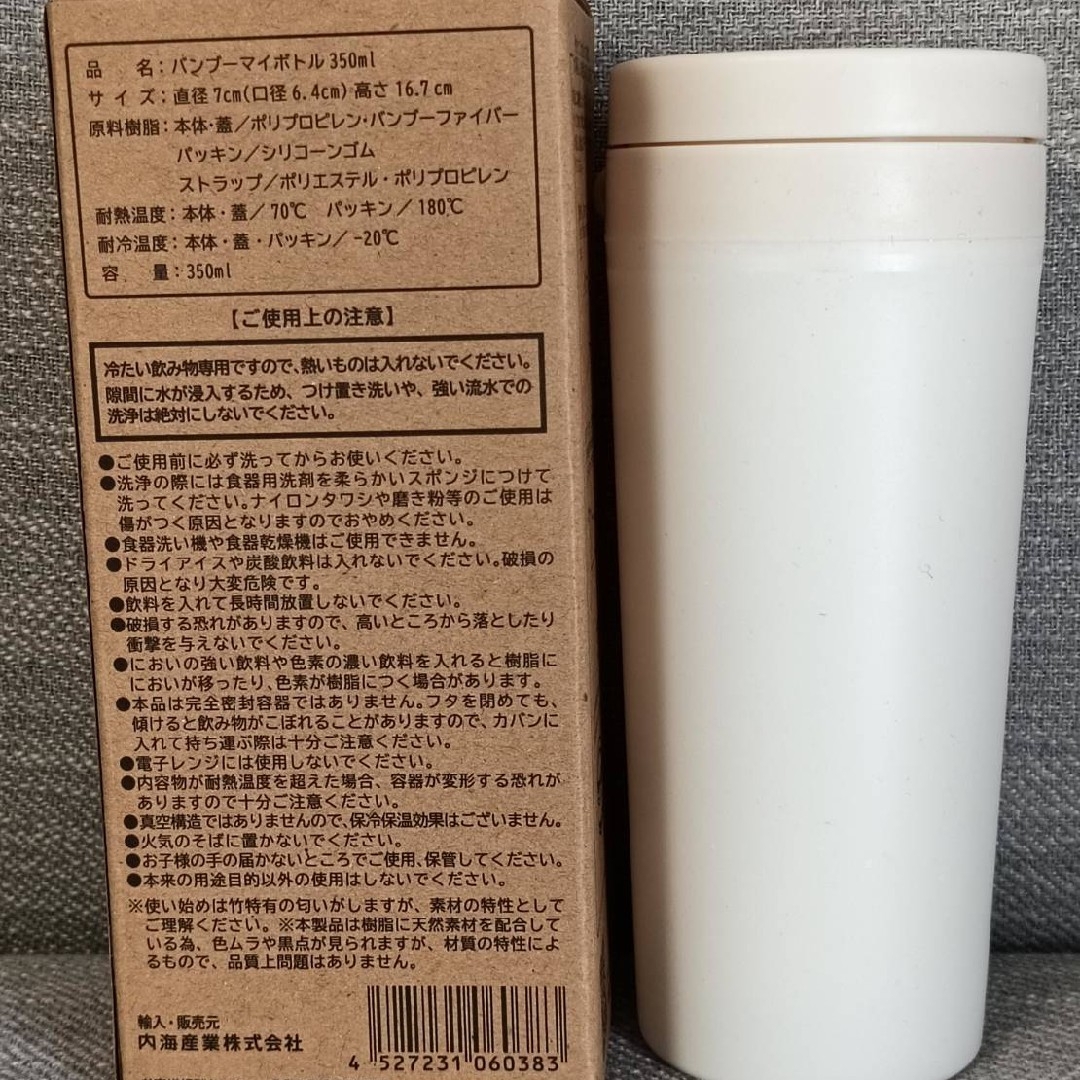 品　　名：バンブーマイボトル 350ml
サ イ ズ：直径7cm(口径6.4cm) 高さ16.7cm
原料樹脂：本体・蓋／ポリプロピレン・バンブーファイバー
パッキン／シリコーンゴム
ストラップ／ポリエステル・ポリプロピレン
耐熱温度：本体・蓋／70℃　パッキン／180℃
耐冷温度：本体・蓋・パッキン／-20℃
容　　量：350ml
【ご使用上の注意】
冷たい飲み物専用ですので、熱いものは入れないでください。
隙間に水が浸入するため、つけ置き洗いや、強い流水での
洗浄は絶対にしないでください。
●ご使用前に必ず洗ってからお使いください。
●洗浄の際には食器用洗剤を柔らかいスポンジにつけて
洗ってください。ナイロンタワシや磨き粉等のご使用は
傷がつく原因となりますのでおやめください。
●食器洗い機や食器乾燥機はご使用できません。
●ドライアイスや炭酸飲料は入れないでください。破損の
原因となり大変危険です。
●飲料を入れて長時間放置しないでください。
●破損する恐れがありますので、高いところから落としたり
衝撃を与えないでください。
●においの強い飲料や色素の濃い飲料を入れると樹脂に
においが移ったり、色素が樹脂につく場合があります。
●本品は完全密封容器ではありません。フタを閉めても、
傾けると飲み物がこぼれることがありますので、カバンに
入れて持ち運ぶ際は十分ご注意ください。
●電子レンジには使用しないでください。
●内容物が耐熱温度を超えた場合、容器が変形する恐れが
ありますので十分ご注意ください。
●真空構造ではありませんので、保冷保温効果はございません。
●火気のそばに置かないでください。
●お子様の手の届かないところでご使用、保管してください。
●本来の用途目的以外の使用はしないでください。
※使い始めは竹特有の匂いがしますが、素材の特性として
ご理解ください。※本製品は樹脂に天然素材を配合して
いる為、色ムラや黒点が見られますが、材質の特性によ
るもので、品質上問題はありません。
輸入・販売元
内海産業株式会社
4 527231 060383